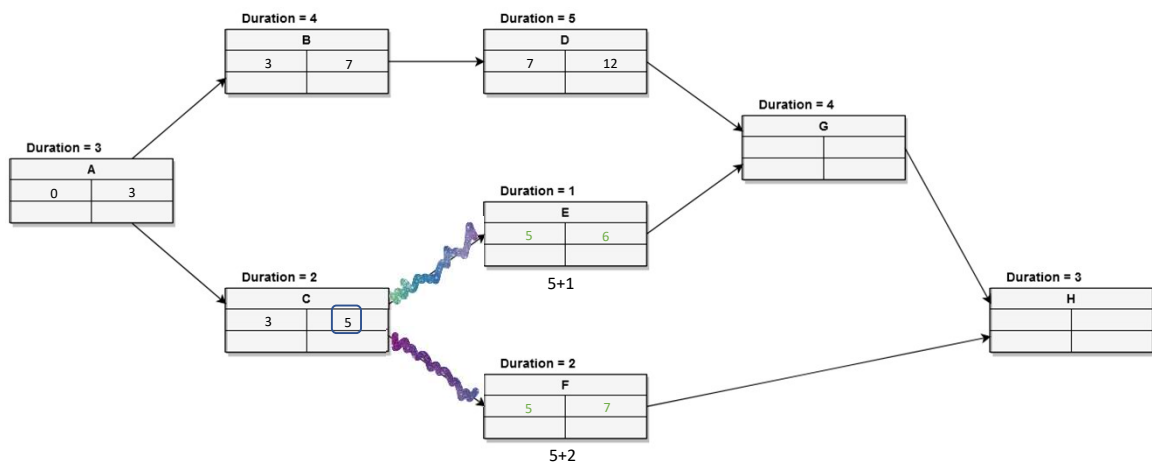 Duration = 4
B
3 7
Duration = 5
D
7 12
Duration = 4
G
Duration = 3
A
0 3
Duration = 1
E
5 6
5+1
Duration = 2
C
3 5
Duration = 3
H
Duration = 2
F
5 7
5+2